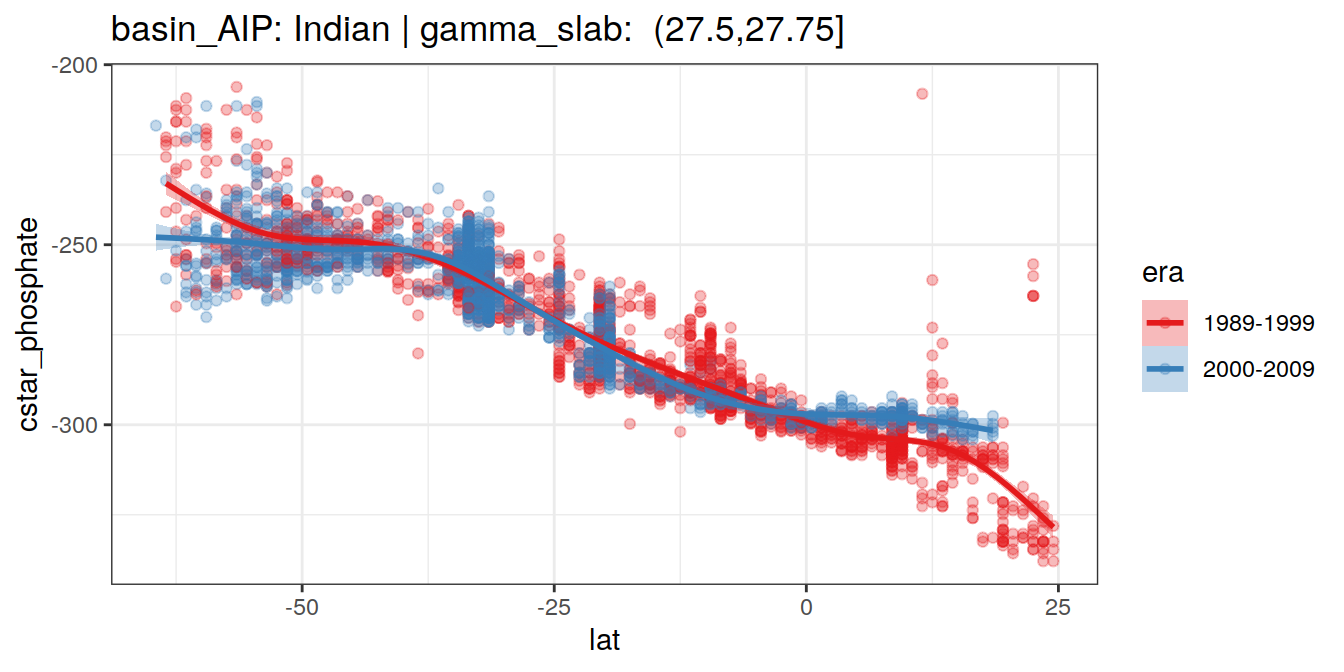 basin_AIP: Indian | gamma_slab:  (27.5,27.75]
-200
-250
-300
cstar_phosphate
-50
-25
0
25
lat
era
1989-1999
2000-2009